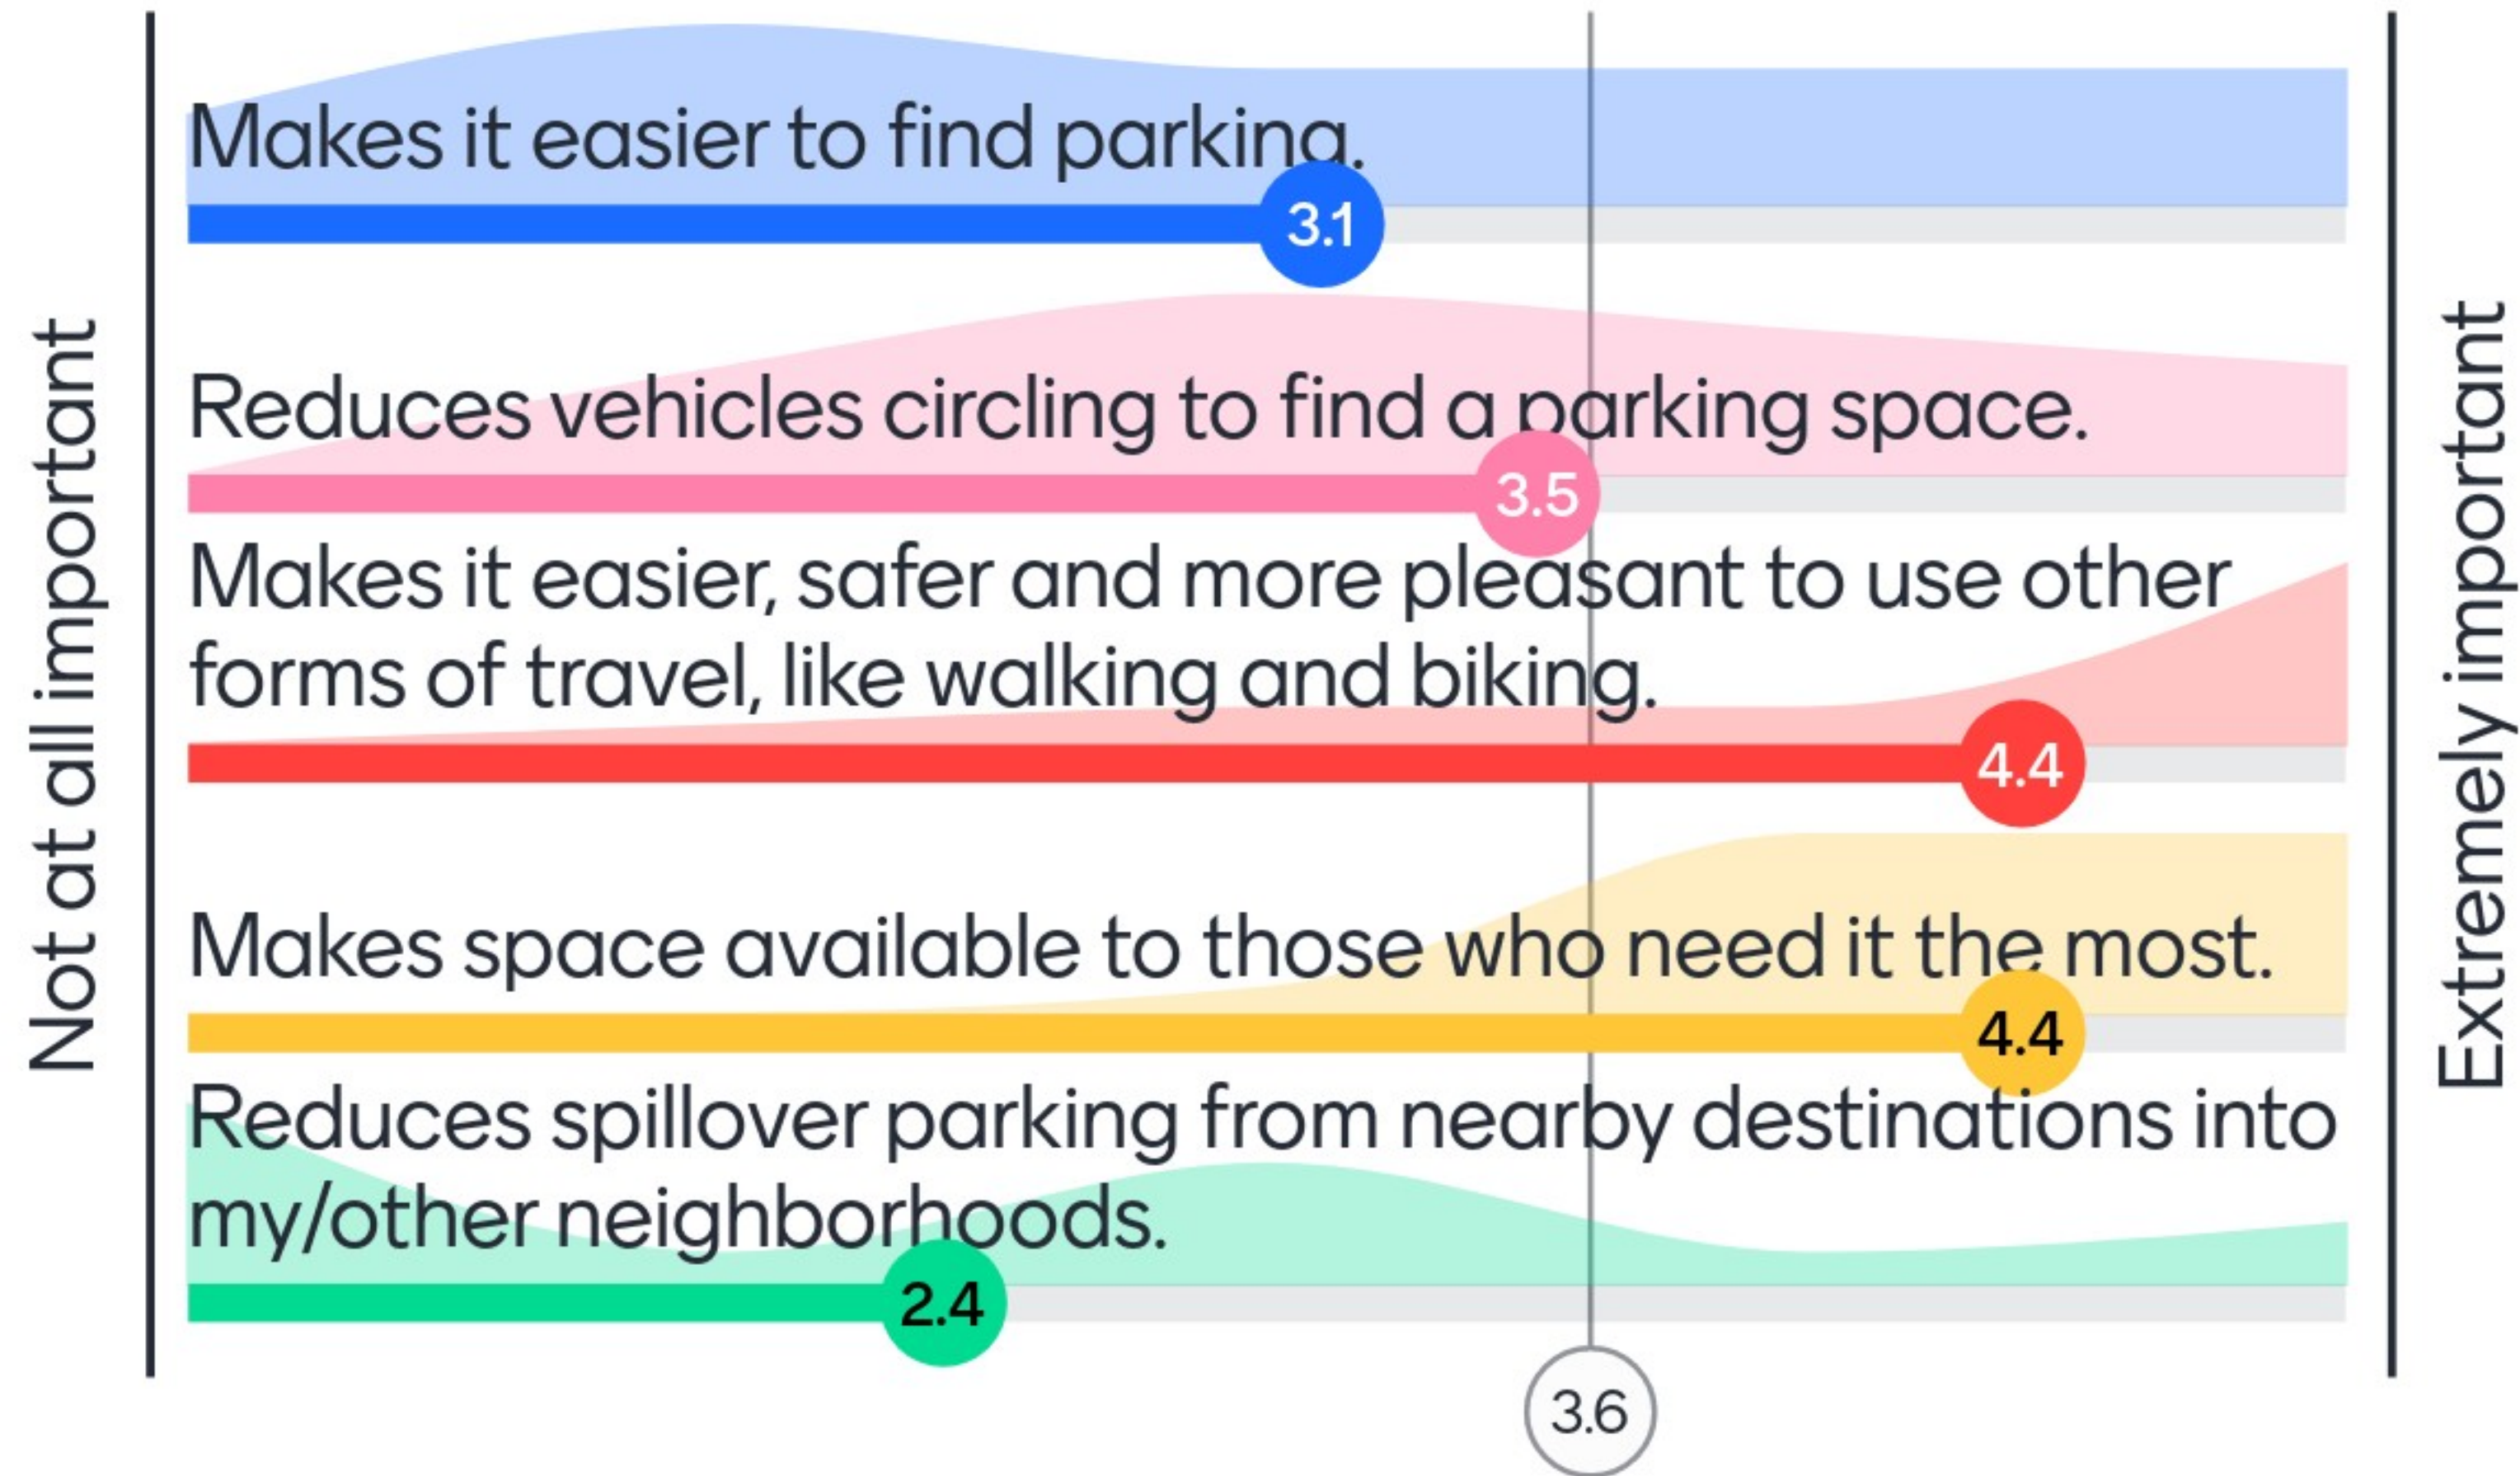 Not at all important
Makes it easier to find parking.
3.1
Reduces vehicles circling to find a parking space.
3.5
Makes it easier, safer and more pleasant to use other
forms of travel, like walking and biking.
4.4
Makes space available to those who need it the most.
4.4
Reduces spillover parking from nearby destinations into
my/other neighborhoods.
2.4
3.6
Extremely important